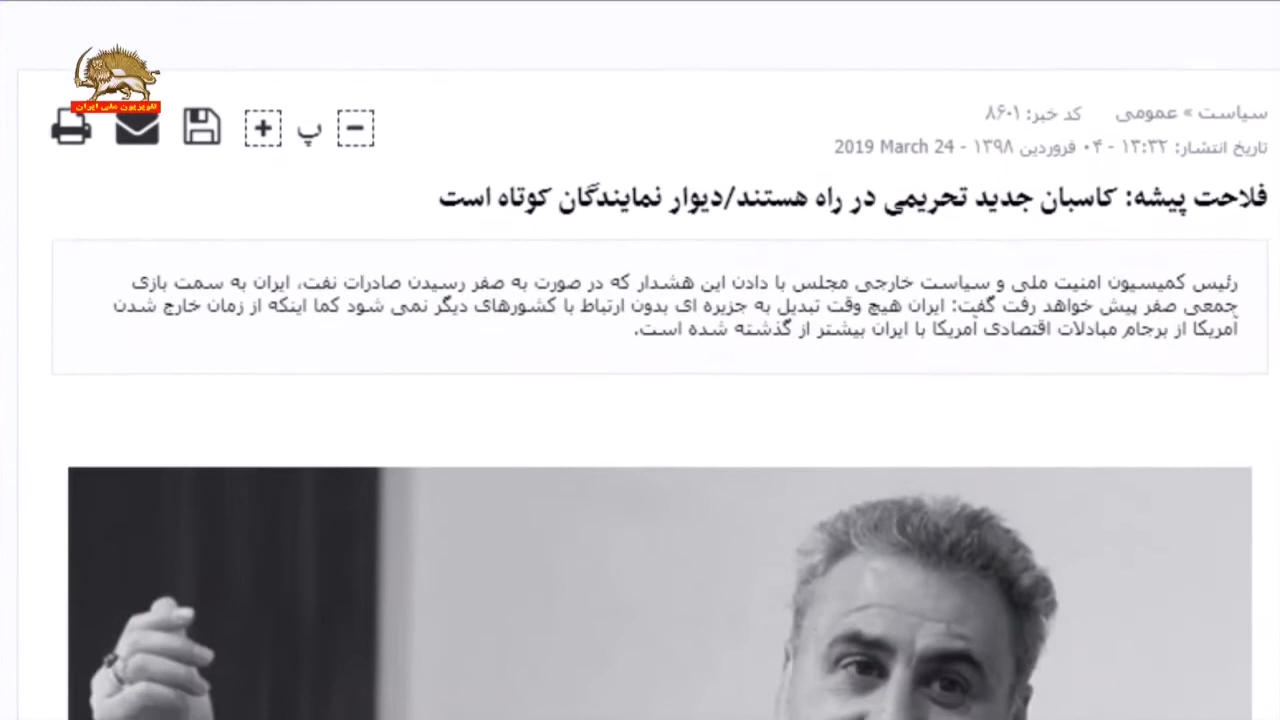 تلویزیون ملی ایران
سیاست » عمومی   کد خبر: ۸۶۰۱
تاریخ انتشار: ۱۳:۳۲ - ۰۴ فروردین ۱۳۹۸ - 2019 March 24
پ
فلاحت پیشه: کاسبان جدید تحریمی در راه هستند/دیوار نمایندگان کوتاه است
رئیس کمیسیون امنیت ملی و سیاست خارجی مجلس با دادن این هشدار که در صورت به صفر رسیدن صادرات نفت، ایران به سمت بازی
جمعی صفر پیش خواهد رفت گفت: ایران هیچ وقت تبدیل به جزیره ای بدون ارتباط با کشورهای دیگر نمی شود کما اینکه از زمان خارج شدن
آمریکا از برجام مبادلات اقتصادی آمریکا با ایران بیشتر از گذشته شده است.